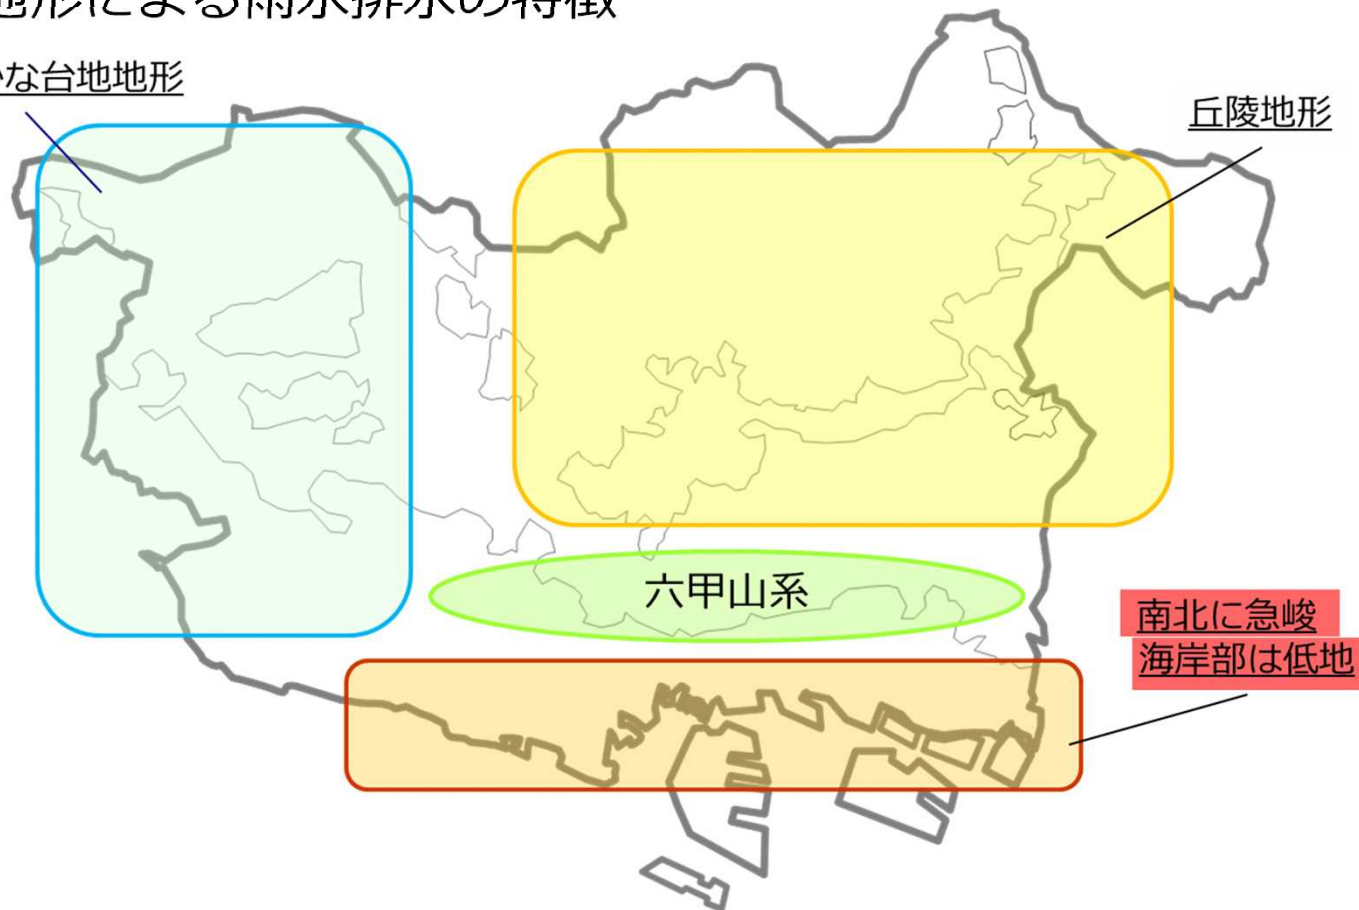 地形による雨水排水の特徴
かな台地地形
丘陵地形
六甲山系
南北に急峻
海岸部は低地